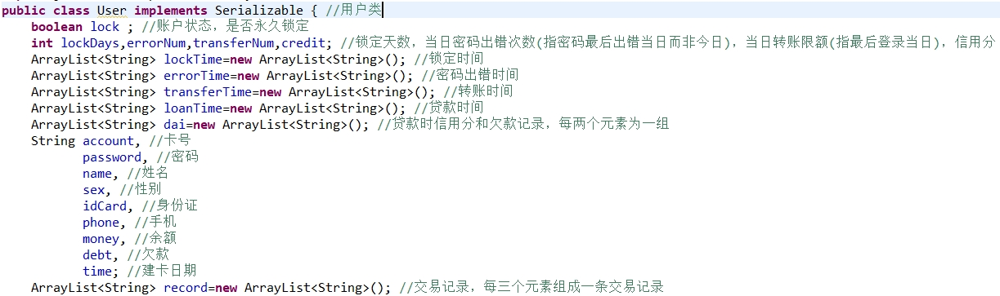 public class User implements Serializable { //用户类
boolean lock ; //账户状态，是否永久锁定
int lockDays,errorNum,transferNum,credit; //锁定天数，当日密码出错次数(指密码最后出错当日而非今日)，当日转账限额(指最后登录当日)，信用分
ArrayList<String> lockTime=new ArrayList<String>(); //锁定时间
ArrayList<String> errorTime=new ArrayList<String>(); //密码出错时间
ArrayList<String> transferTime=new ArrayList<String>(); //转账时间
ArrayList<String> loanTime=new ArrayList<String>(); //贷款时间
ArrayList<String> dai=new ArrayList<String>(); //贷款时信用分和欠款记录，每两个元素为一组
String account, //卡号
password, //密码
name, //姓名
sex, //性别
idCard, //身份证
phone, //手机
money, //余额
debt, //欠款
time; //建卡日期
ArrayList<String> record=new ArrayList<String>(); //交易记录，每三个元素组成一条交易记录